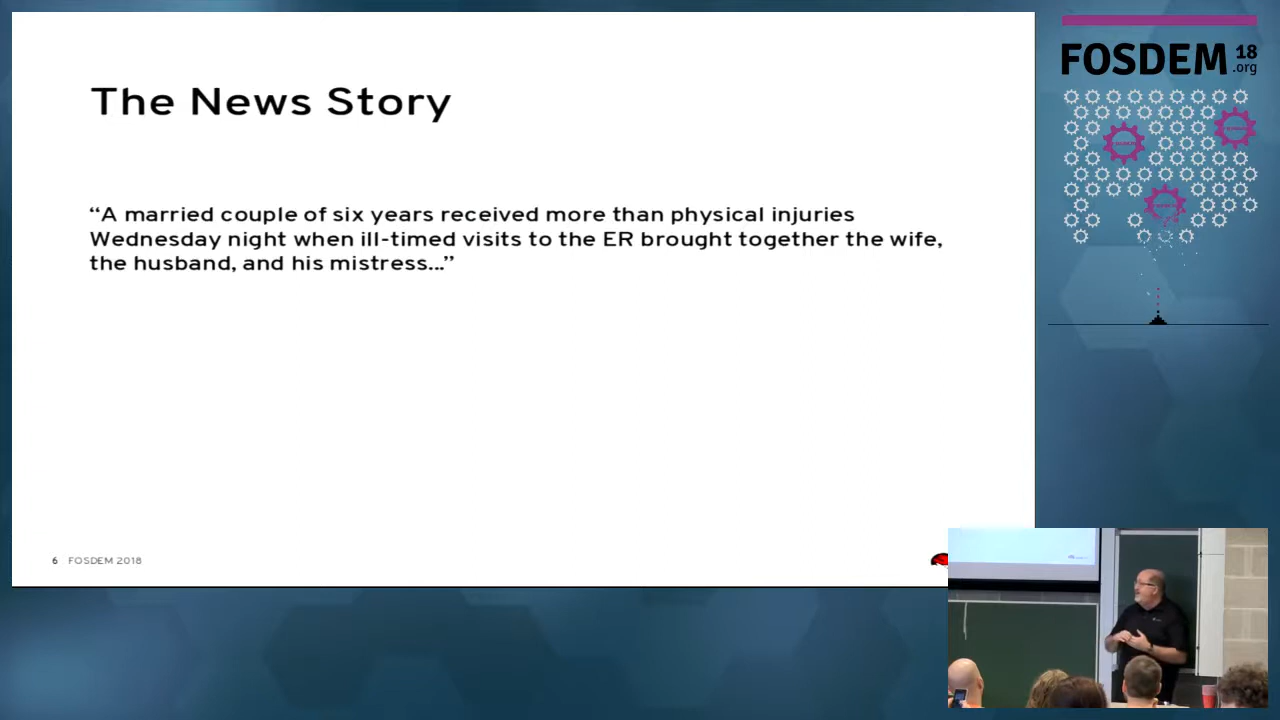 The News Story
“A married couple of six years received more than physical injuries
Wednesday night when ill-timed visits to the ER brought together the wife,
the husband, and his mistress...”
6 FOSDEM 2018
FOSDEM 18
.org